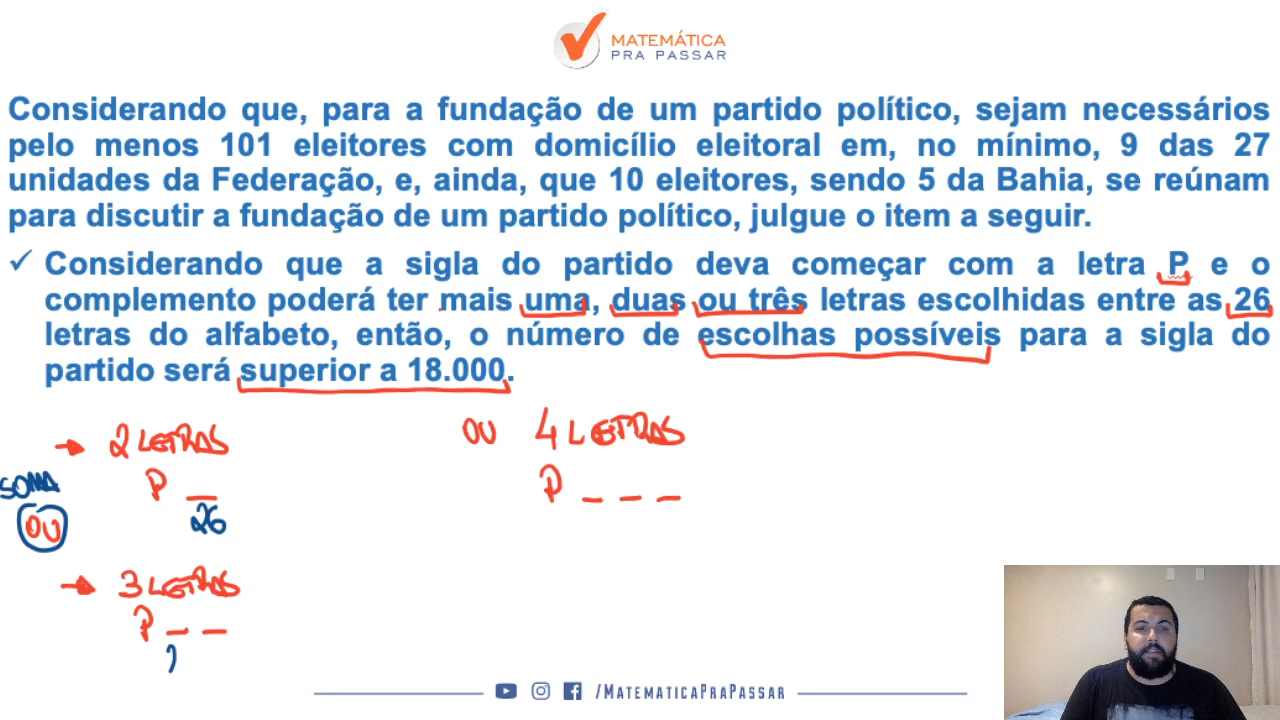 MATEMÁTICA
PRA PASSAR
Considerando que, para a fundação de um partido político, sejam necessários
pelo menos 101 eleitores com domicílio eleitoral em, no mínimo, 9 das 27
unidades da Federação, e, ainda, que 10 eleitores, sendo 5 da Bahia, se reúnam
para discutir a fundação de um partido político, julgue o item a seguir.
✓ Considerando que a sigla do partido deva começar com a letra P e o
complemento poderá ter mais uma, duas ou três letras escolhidas entre as 26
letras do alfabeto, então, o número de escolhas possíveis para a sigla do
partido será superior a 18.000.
→ 2 LETRAS
P _
26
SOMA
OU
→ 3 LETRAS
P _ _
OU 4 LETRAS
P _ _ _
/MATEMATICAPRAPASSAR